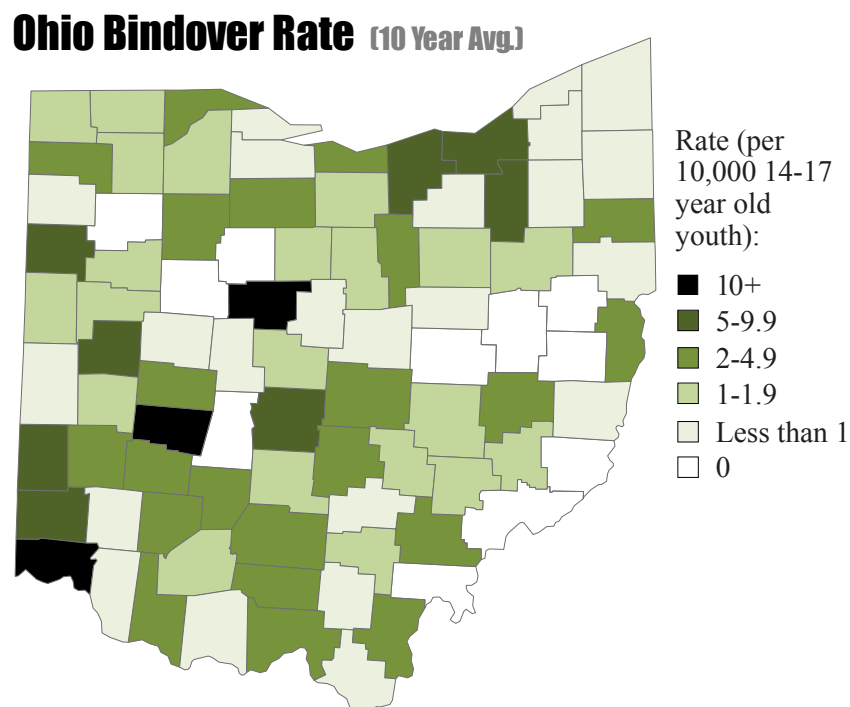 Ohio Bindover Rate (10 Year Avg.)
Rate (per
10,000 14-17
year old
youth):
10+
5-9.9
2-4.9
1-1.9
Less than 1
0